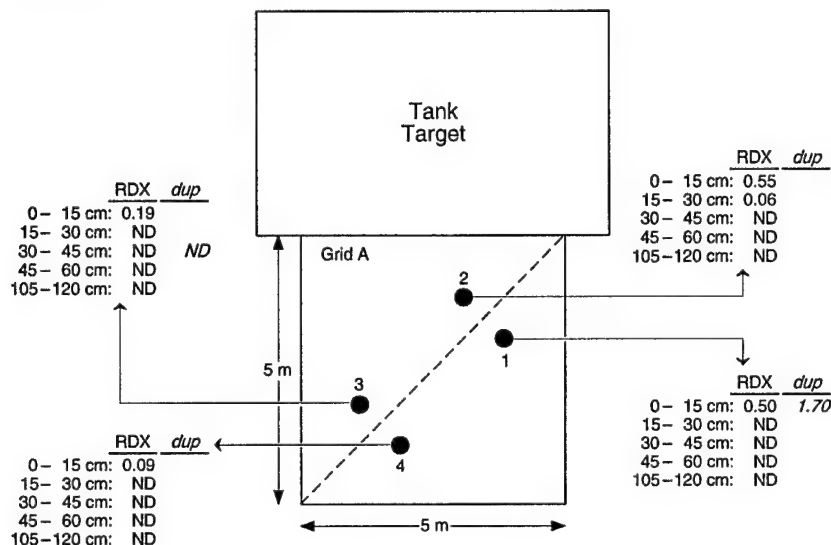 Tank
Target
RDX dup
0– 15 cm: 0.19
15– 30 cm: ND
30– 45 cm: ND ND
45– 60 cm: ND
105–120 cm: ND
RDX dup
0– 15 cm: 0.55
15– 30 cm: 0.06
30– 45 cm: ND
45– 60 cm: ND
105–120 cm: ND
Grid A
2
1
3
4
5 m
5 m
RDX dup
0– 15 cm: 0.09
15– 30 cm: ND
30– 45 cm: ND
45– 60 cm: ND
105–120 cm: ND
RDX dup
0– 15 cm: 0.50 1.70
15– 30 cm: ND
30– 45 cm: ND
45– 60 cm: ND
105–120 cm: ND